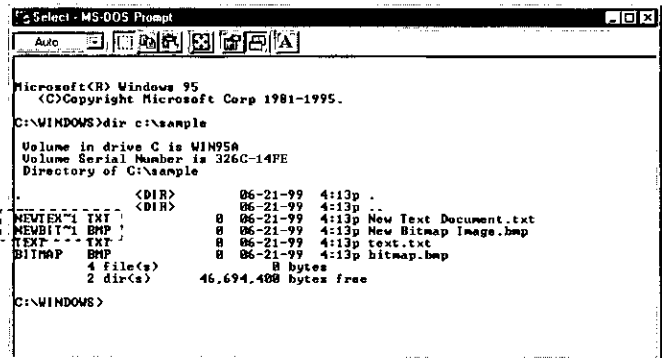 Select - MS-DOS Prompt
Auto
Microsoft(R) Windows 95
(C)Copyright Microsoft Corp 1981-1995.
C:\WINDOWS>dir c:\sample
Volume in drive C is WIN95A
Volume Serial Number is 326C-14FE
Directory of C:\sample
. <DIR> 06-21-99 4:13p .
.. <DIR> 06-21-99 4:13p ..
NEWTEX~1 TXT 0 06-21-99 4:13p New Text Document.txt
NEWBIT~1 BMP 0 06-21-99 4:13p New Bitmap Image.bmp
TEXT TXT 0 06-21-99 4:13p text.txt
BITMAP BMP 0 06-21-99 4:13p bitmap.bmp
4 file(s) 0 bytes
2 dir(s) 46,694,400 bytes free
C:\WINDOWS>